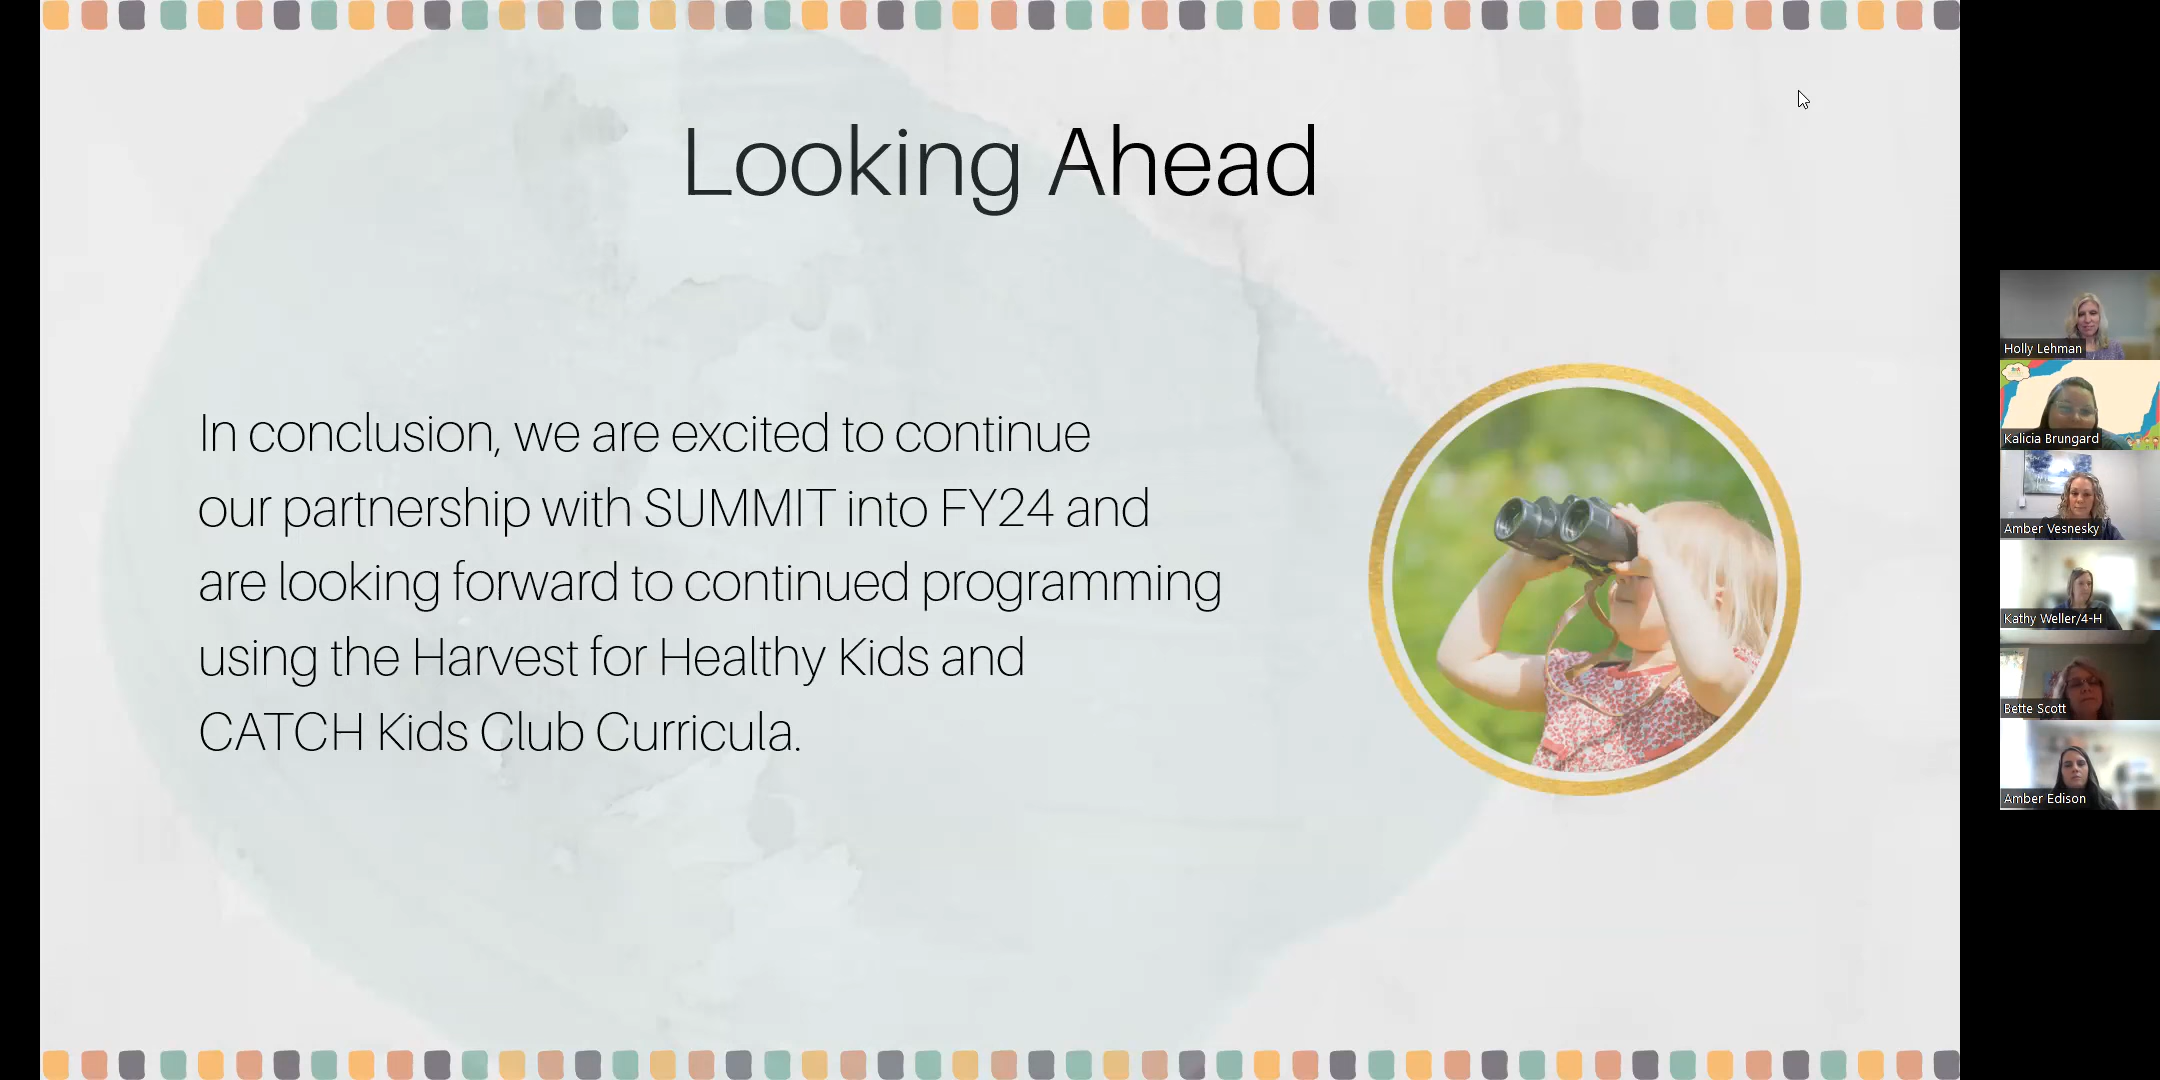 Looking Ahead
In conclusion, we are excited to continue
our partnership with SUMMIT into FY24 and
are looking forward to continued programming
using the Harvest for Healthy Kids and
CATCH Kids Club Curricula.
Holly Lehman
Kalicia Brungard
Amber Vesnesky
Kathy Weller/4-H
Bette Scott
Amber Edison